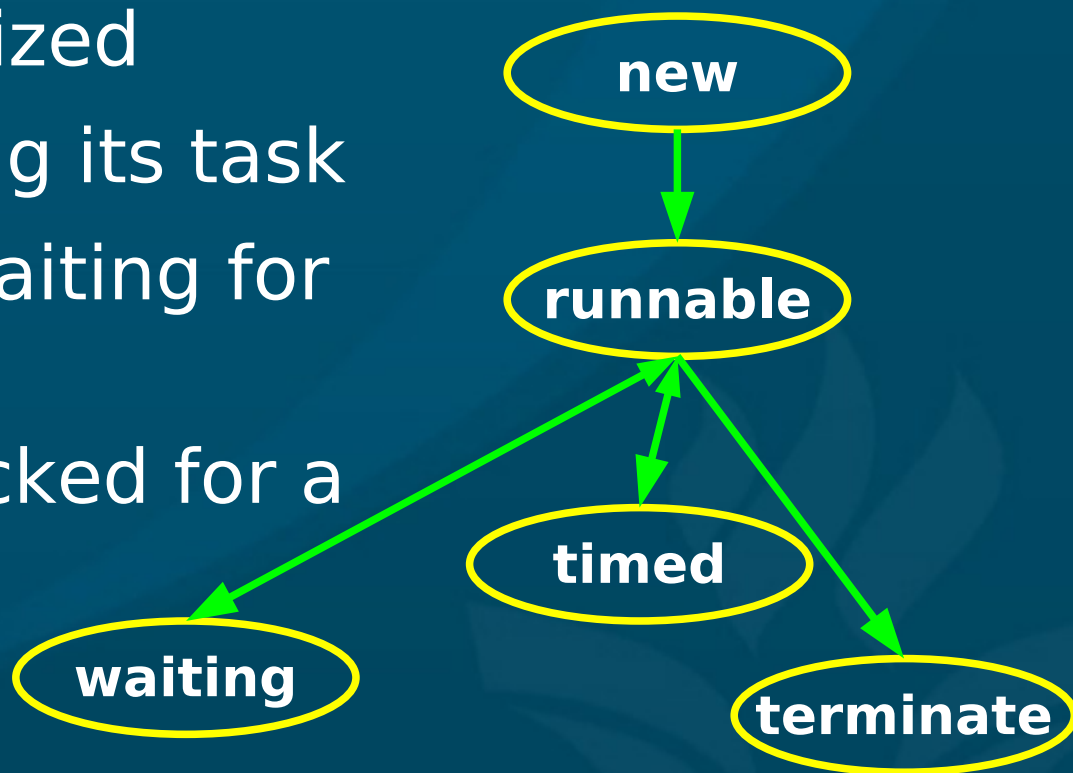 ized
g its task
aiting for
cked for a
new
runnable
timed
waiting
terminate